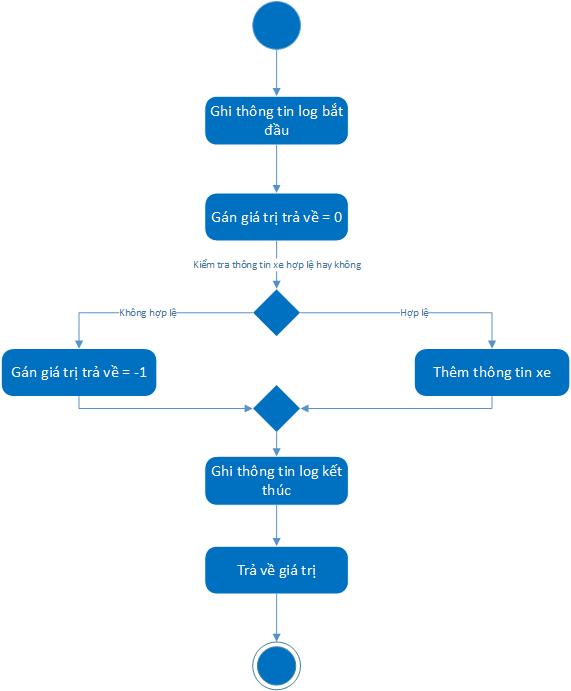 Ghi thông tin log bắt
đầu
Gán giá trị trả về = 0
Kiểm tra thông tin xe hợp lệ hay không
Không hợp lệ
Hợp lệ
Gán giá trị trả về = -1
Thêm thông tin xe
Ghi thông tin log kết
thúc
Trả về giá trị